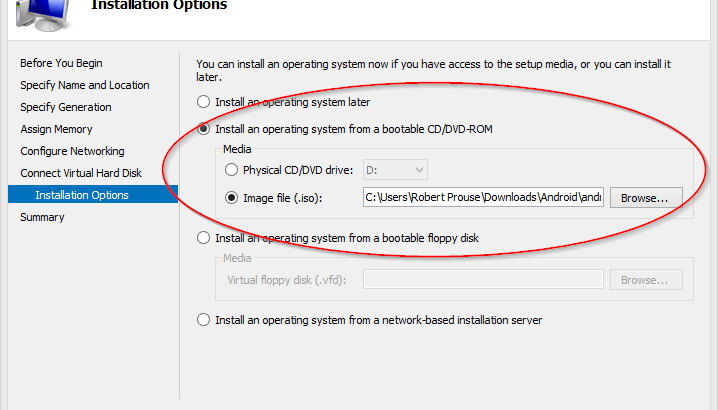 Installation Options
Before You Begin
Specify Name and Location
Specify Generation
Assign Memory
Configure Networking
Connect Virtual Hard Disk
Installation Options
Summary
You can install an operating system now if you have access to the setup media, or you can install it
later.
Install an operating system later
Install an operating system from a bootable CD/DVD-ROM
Media
Physical CD/DVD drive: D:
Image file (.iso): C:\Users\Robert Prouse\Downloads\Android\andr Browse...
Install an operating system from a bootable floppy disk
Media
Virtual floppy disk (.vfd): Browse...
Install an operating system from a network-based installation server